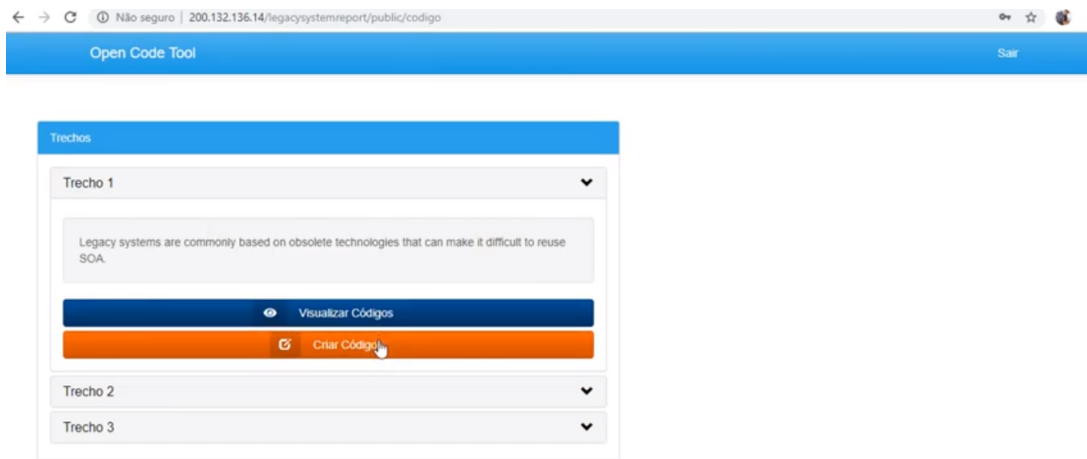 Não seguro | 200.132.136.14/legacysystemreport/public/codigo
Open Code Tool
Sair
Trechos
Trecho 1
Legacy systems are commonly based on obsolete technologies that can make it difficult to reuse
SOA.
Visualizar Códigos
Criar Código
Trecho 2
Trecho 3